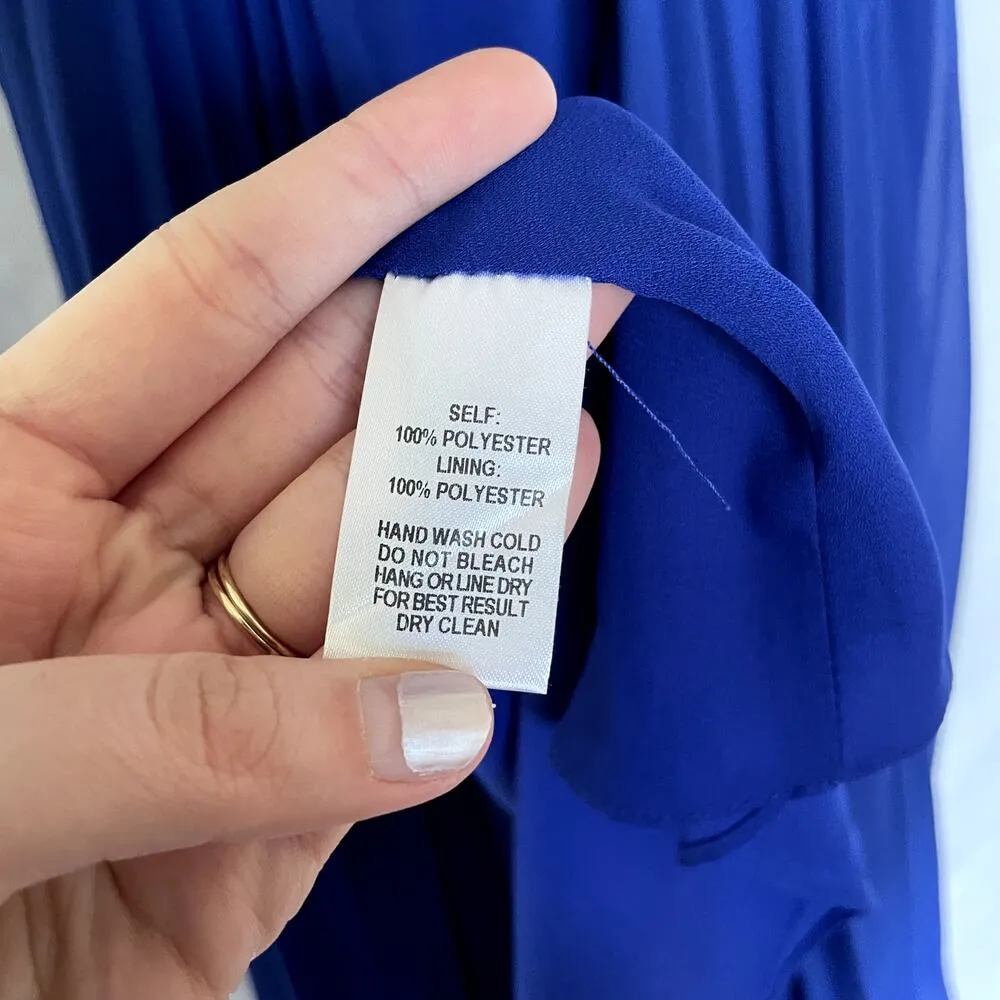 SELF:
100% POLYESTER
LINING:
100% POLYESTER
HAND WASH COLD
DO NOT BLEACH
HANG OR LINE DRY
FOR BEST RESULT
DRY CLEAN